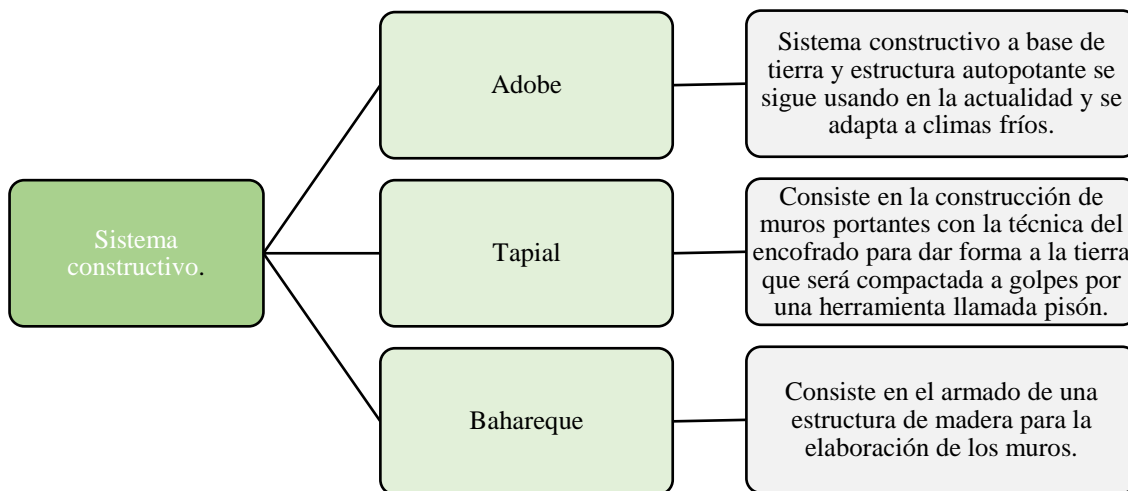 Sistema
constructivo.
Adobe
Sistema constructivo a base de
tierra y estructura autopotante se
sigue usando en la actualidad y se
adapta a climas fríos.
Tapial
Consiste en la construcción de
muros portantes con la técnica del
encofrado para dar forma a la tierra
que será compactada a golpes por
una herramienta llamada pisón.
Bahareque
Consiste en el armado de una
estructura de madera para la
elaboración de los muros.